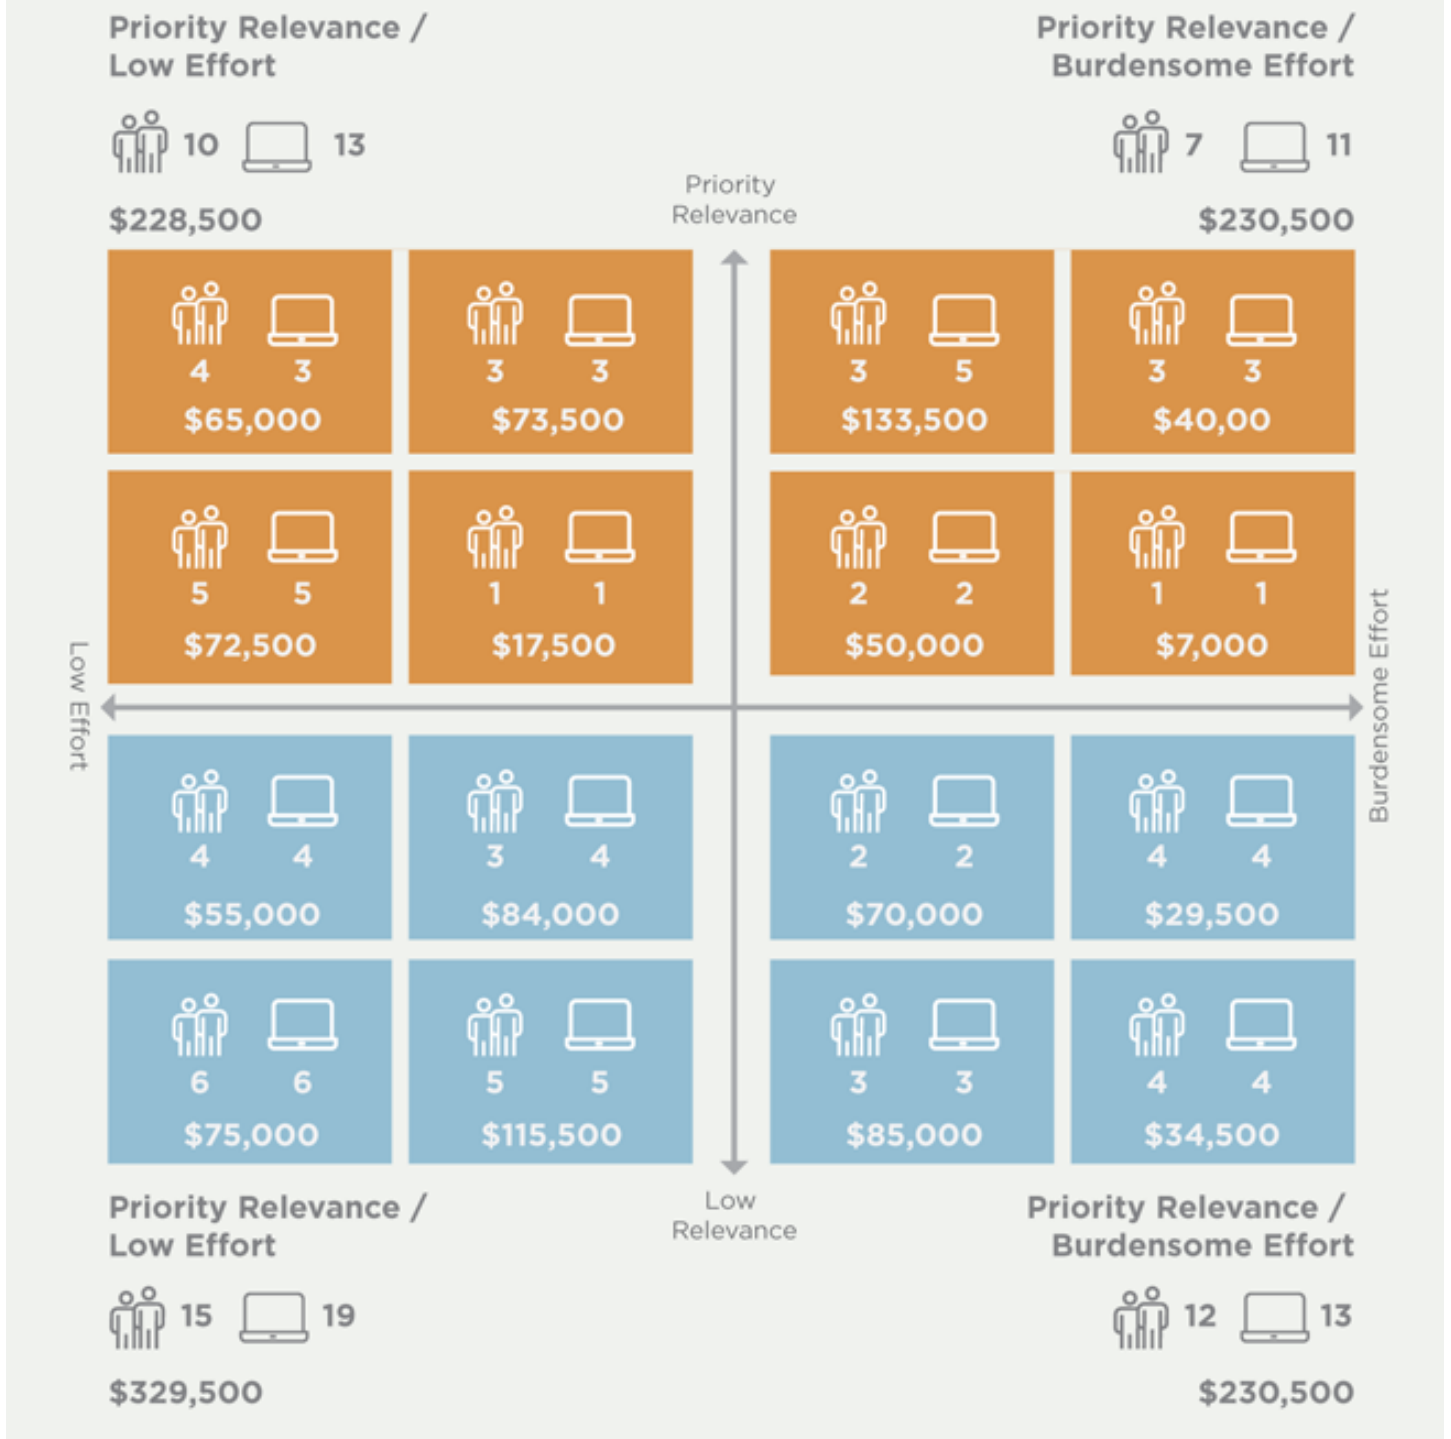 Priority Relevance /
Low Effort
10 13
$228,500
Priority Relevance /
Burdensome Effort
7 11
$230,500
Priority
Relevance
4 3
$65,000
3 3
$73,500
3 5
$133,500
3 3
$40,00
5 5
$72,500
1 1
$17,500
2 2
$50,000
1 1
$7,000
Low Effort
Burdensome Effort
4 4
$55,000
3 4
$84,000
2 2
$70,000
4 4
$29,500
6 6
$75,000
5 5
$115,500
3 3
$85,000
4 4
$34,500
Low
Relevance
Priority Relevance /
Low Effort
15 19
$329,500
Priority Relevance /
Burdensome Effort
12 13
$230,500